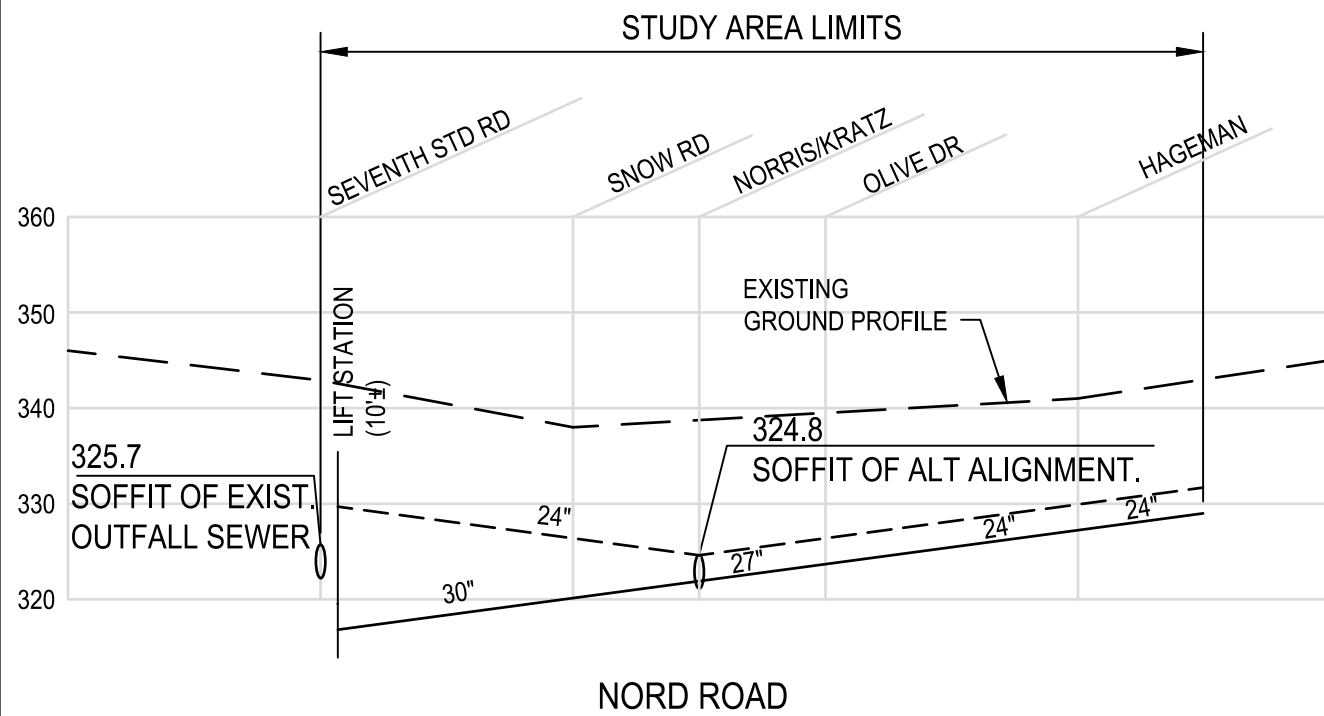 STUDY AREA LIMITS
SEVENTH STD RD
SNOW RD
NORRIS/KRATZ
OLIVE DR
HAGEMAN
360
350
340
330
320
EXISTING
GROUND PROFILE
LIFT STATION
(10'±)
325.7
SOFFIT OF EXIST.
OUTFALL SEWER
324.8
SOFFIT OF ALT ALIGNMENT.
24"
30"
27"
24"
24"
NORD ROAD